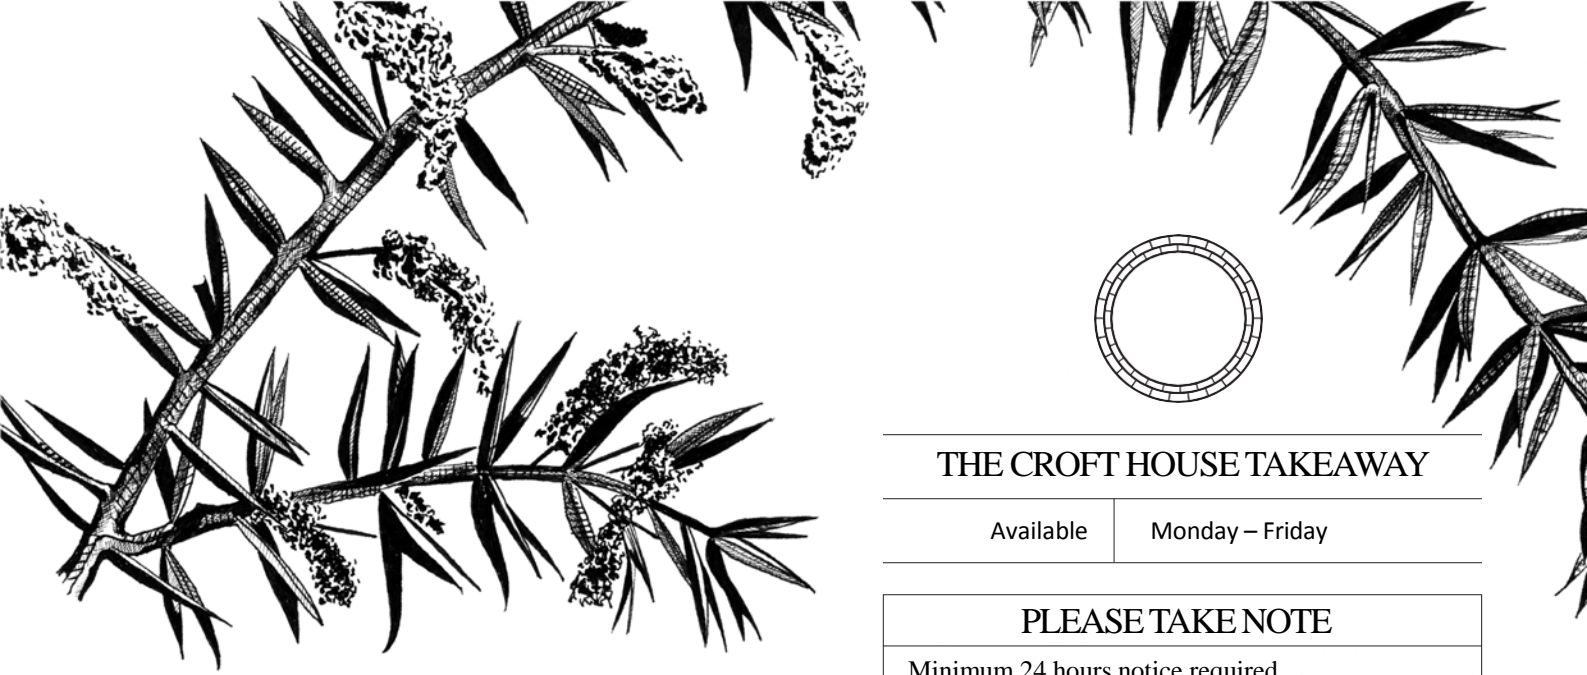 THE CROFT HOUSE TAKEAWAY
Available Monday – Friday
PLEASE TAKE NOTE
Minimum 24 hours notice required